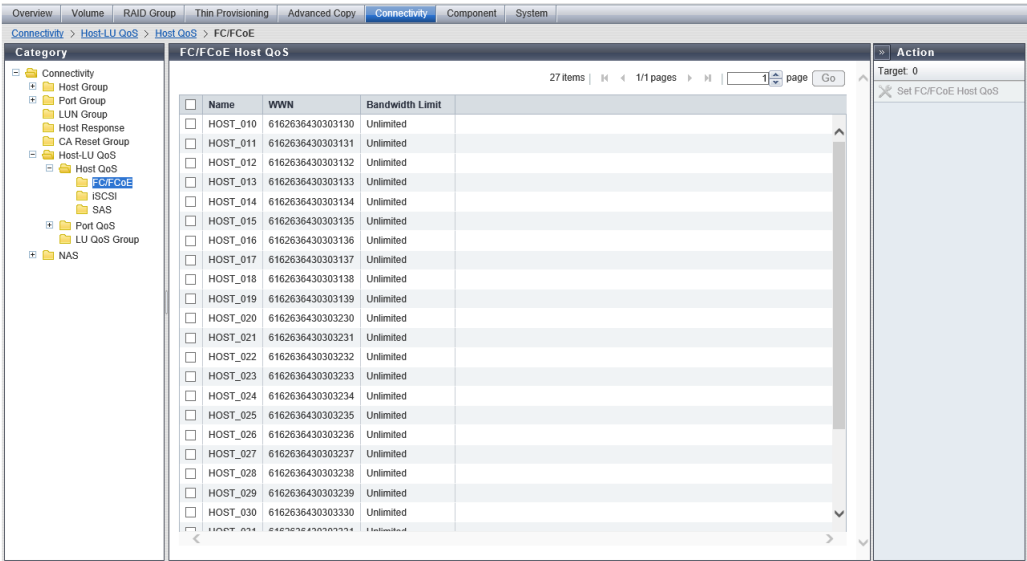 Overview Volume RAID Group Thin Provisioning Advanced Copy Connectivity Component System
Connectivity > Host-LU QoS > Host QoS > FC/FCoE
Category
Connectivity
Host Group
Port Group
LUN Group
Host Response
CA Reset Group
Host-LU QoS
Host QoS
FC/FCoE
iSCSI
SAS
Port QoS
LU QoS Group
NAS
FC/FCoE Host QoS
27 items 1/1 pages 1 page Go
Name WWN Bandwidth Limit
HOST_010 6162636430303130 Unlimited
HOST_011 6162636430303131 Unlimited
HOST_012 6162636430303132 Unlimited
HOST_013 6162636430303133 Unlimited
HOST_014 6162636430303134 Unlimited
HOST_015 6162636430303135 Unlimited
HOST_016 6162636430303136 Unlimited
HOST_017 6162636430303137 Unlimited
HOST_018 6162636430303138 Unlimited
HOST_019 6162636430303139 Unlimited
HOST_020 6162636430303230 Unlimited
HOST_021 6162636430303231 Unlimited
HOST_022 6162636430303232 Unlimited
HOST_023 6162636430303233 Unlimited
HOST_024 6162636430303234 Unlimited
HOST_025 6162636430303235 Unlimited
HOST_026 6162636430303236 Unlimited
HOST_027 6162636430303237 Unlimited
HOST_028 6162636430303238 Unlimited
HOST_029 6162636430303239 Unlimited
HOST_030 6162636430303330 Unlimited
» Action
Target: 0
Set FC/FCoE Host QoS